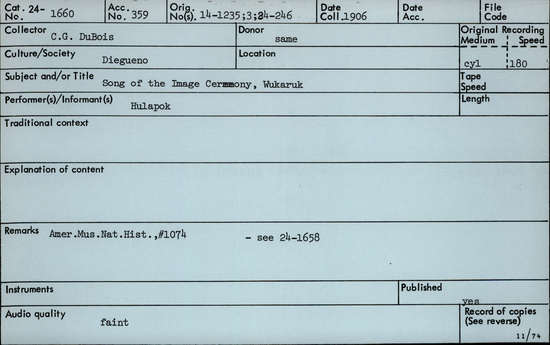 Cat. 24- No. 1660 Acc. No. 359 Orig. No(s). 14-1235;3;24-246 Date Coll. 1906 Date Acc. File Code
Collector C.G. DuBois Donor same Original Recording Medium Speed
Culture/Society Diegueno Location cyl 180
Subject and/or Title Song of the Image Cermmony, Wukaruk Tape Speed
Performer(s)/Informant(s) Hulapok Length
Traditional context
Explanation of content
Remarks Amer.Mus.Nat.Hist.,#1074 - see 24-1658
Instruments Published yes
Audio quality faint Record of copies (See reverse)
11/74